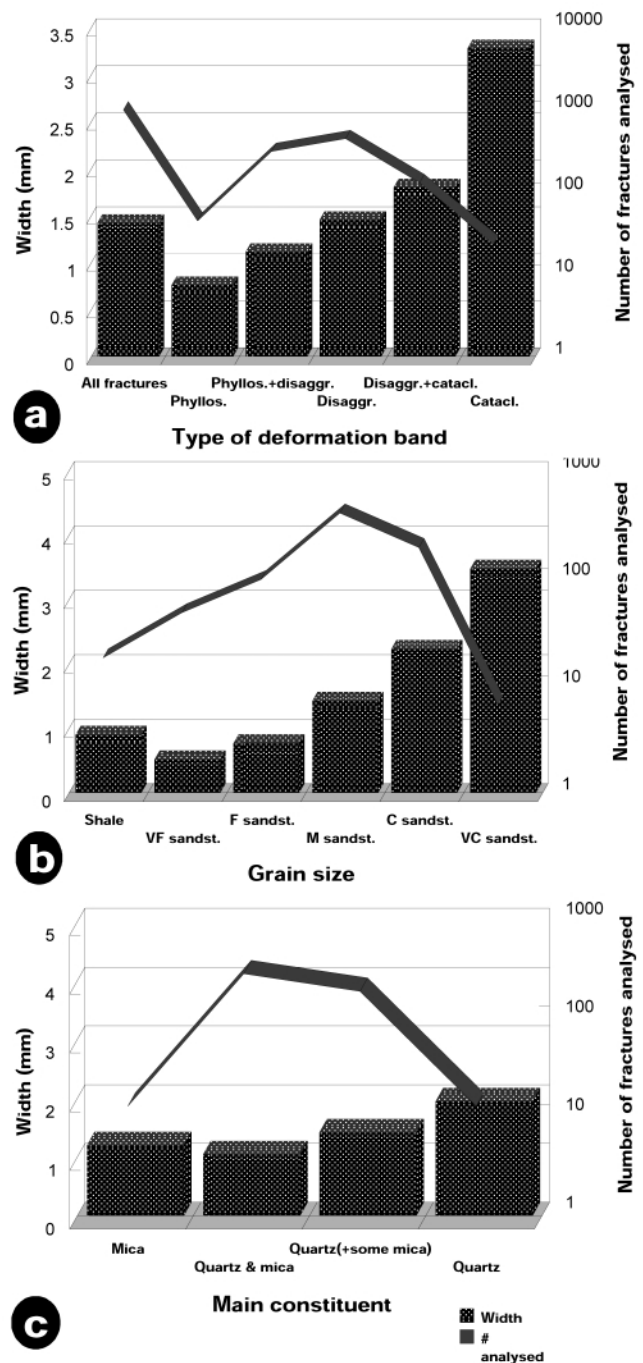 3.5
3
2.5
2
1.5
1
0.5
0
Width (mm)
10000
1000
100
10
1
Number of fractures analysed
All fractures
Phyllos.
Phyllos.+disaggr.
Disaggr.
Disaggr.+catacl.
Catacl.
a
Type of deformation band
5
4
3
2
1
0
Width (mm)
1000
100
10
1
Number of fractures analysed
Shale
VF sandst.
F sandst.
M sandst.
C sandst.
VC sandst.
b
Grain size
5
4
3
2
1
0
Width (mm)
1000
100
10
1
Number of fractures analysed
Mica
Quartz & mica
Quartz(+some mica)
Quartz
Main constituent
c
Width
#
analysed